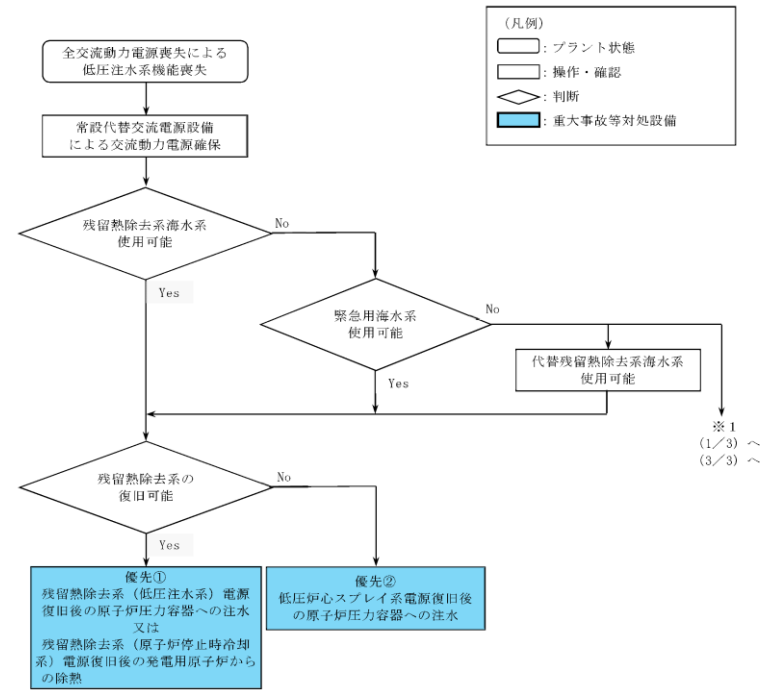 (凡例)
：プラント状態
：操作・確認
：判断
：重大事故等対処設備
全交流動力電源喪失による
低圧注水系機能喪失
常設代替交流電源設備
による交流動力電源確保
残留熱除去系海水系
使用可能
No
Yes
緊急用海水系
使用可能
No
Yes
代替残留熱除去系海水系
使用可能
※１
(1／3) へ
(3／3) へ
残留熱除去系の
復旧可能
No
Yes
優先①
残留熱除去系（低圧注水系）電源
復旧後の原子炉圧力容器への注水
又は
残留熱除去系（原子炉停止時冷却
系）電源復旧後の発電用原子炉から
の除熱
優先②
低圧炉心スプレイ系電源復旧後
の原子炉圧力容器への注水